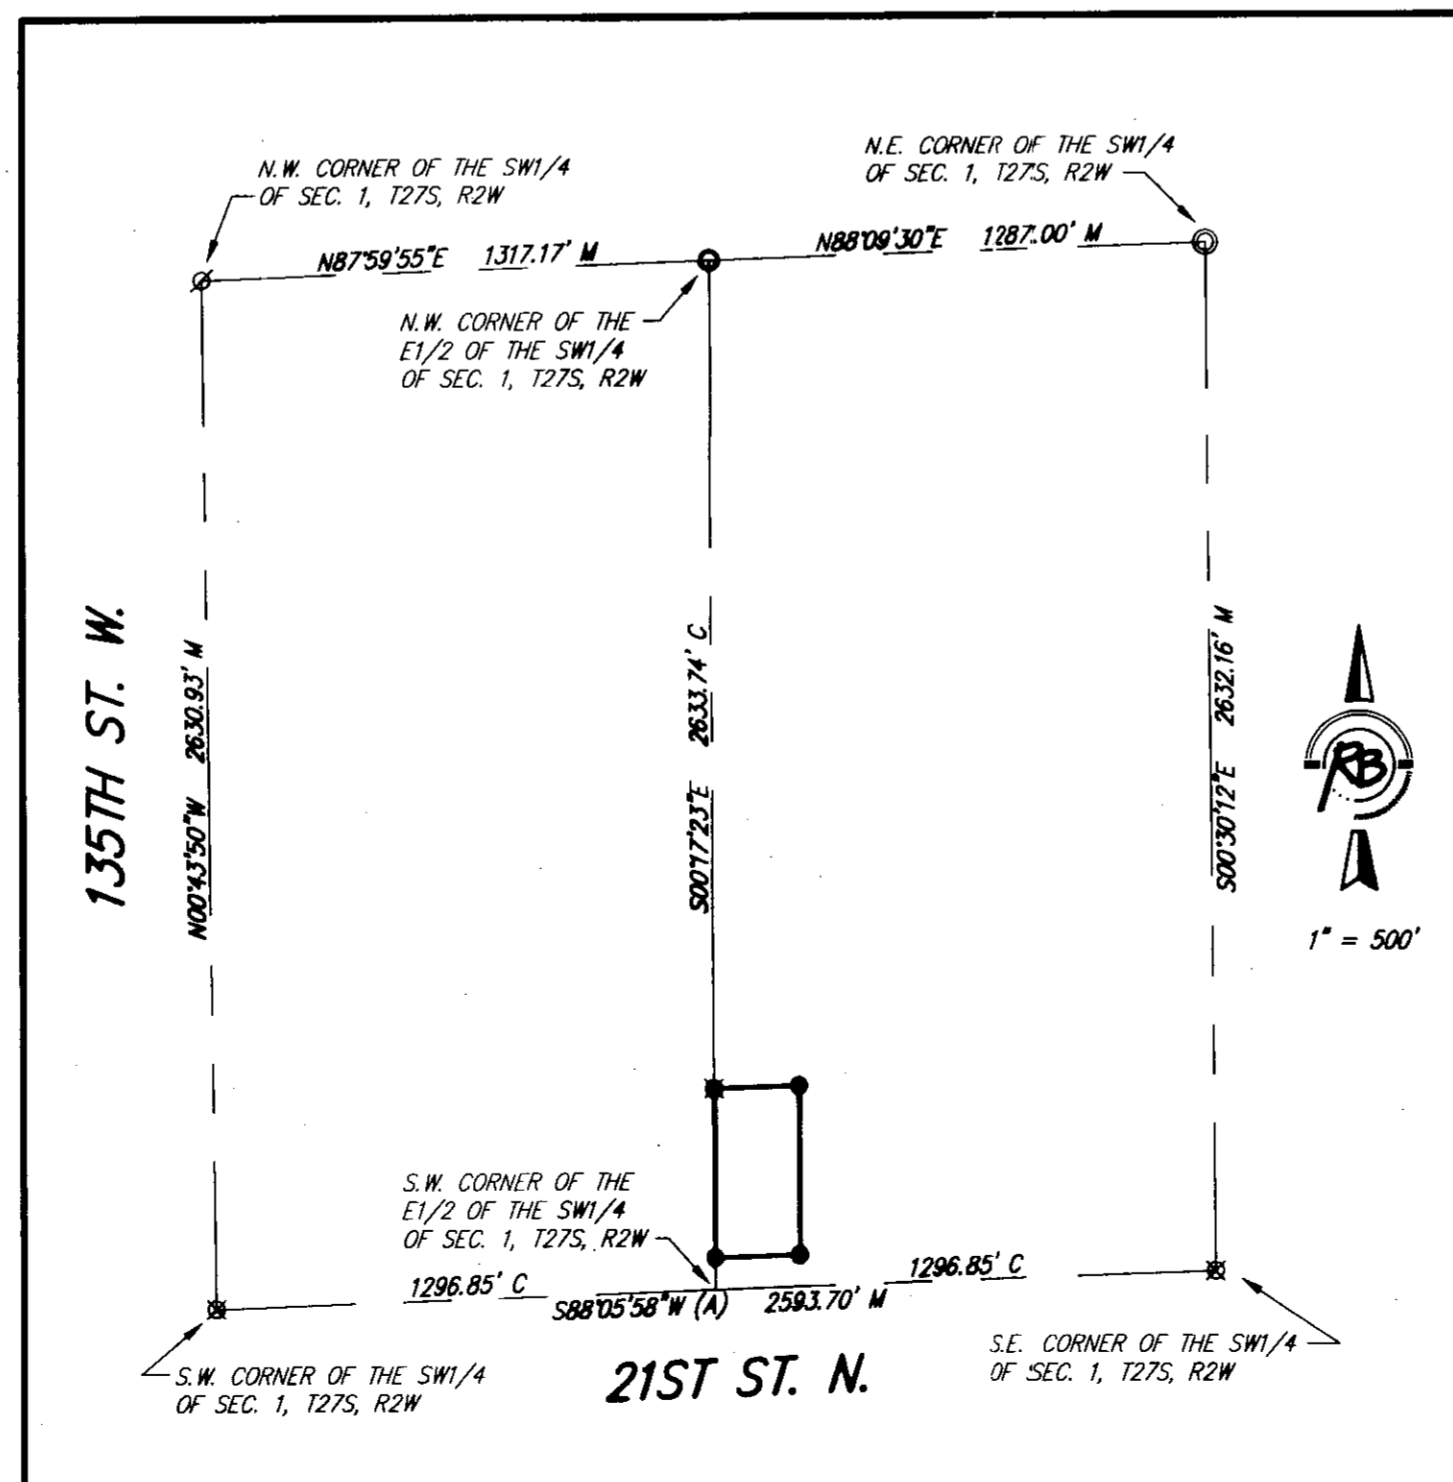 N.W. CORNER OF THE SW1/4
OF SEC. 1, T27S, R2W
N.E. CORNER OF THE SW1/4
OF SEC. 1, T27S, R2W
N87°59'55"E 1317.17' M
N88°09'30"E 1287.00' M
N.W. CORNER OF THE
E1/2 OF THE SW1/4
OF SEC. 1, T27S, R2W
135TH ST. W.
N00°43'50"W 2630.93' M
S00°17'23"E 2633.74' C
S00°30'12"E 2632.16' M
RB
1" = 500'
S.W. CORNER OF THE
E1/2 OF THE SW1/4
OF SEC. 1, T27S, R2W
1296.85' C
1296.85' C
S88°05'58"W (A) 2593.70' M
S.W. CORNER OF THE SW1/4
OF SEC. 1, T27S, R2W
21ST ST. N.
S.E. CORNER OF THE SW1/4
OF SEC. 1, T27S, R2W